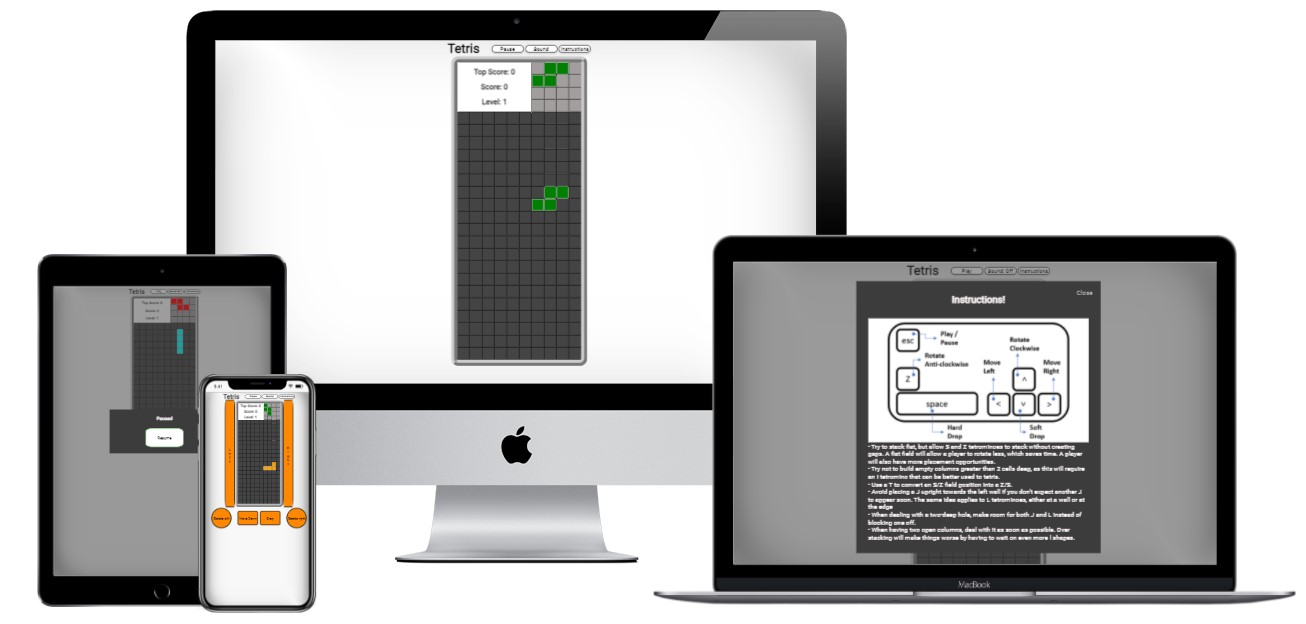 Tetris
Pause Sound Instructions
Top Score: 0
Score: 0
Level: 1
Tetris
Top Score: 0
Score: 0
Level: 1
Paused
Resume
9:41
Tetris
Top Score: 0
Score: 0
Level: 1
Tetris
Play Sound Off Instructions
Close
Instructions!
esc
Play /
Pause
Rotate
Clockwise
Rotate
Anti-clockwise
Move
Left
Move
Right
Z
^
space
<
v
>
Hard
Drop
Soft
Drop
- Try to stack flat, but allow S and Z tetrominoes to stack without creating
gaps. A flat field will allow a player to rotate less, which saves time. A player
will also have more placement opportunities.
- Try not to build empty columns greater than 2 cells deep, as this will require
an I tetromino that can be better used to tetris.
- Use a T to convert an S/Z field position into a Z/S.
- Avoid placing a J upright towards the left wall if you don't expect another J
to appear soon. The same idea applies to L tetrominoes, either at a wall or at
the edge
- When dealing with a two-deep hole, make room for both J and L instead of
blocking one off.
- When having two open columns, deal with it as soon as possible. Over
stacking will make things worse by having to wait on even more I shapes.
MacBook